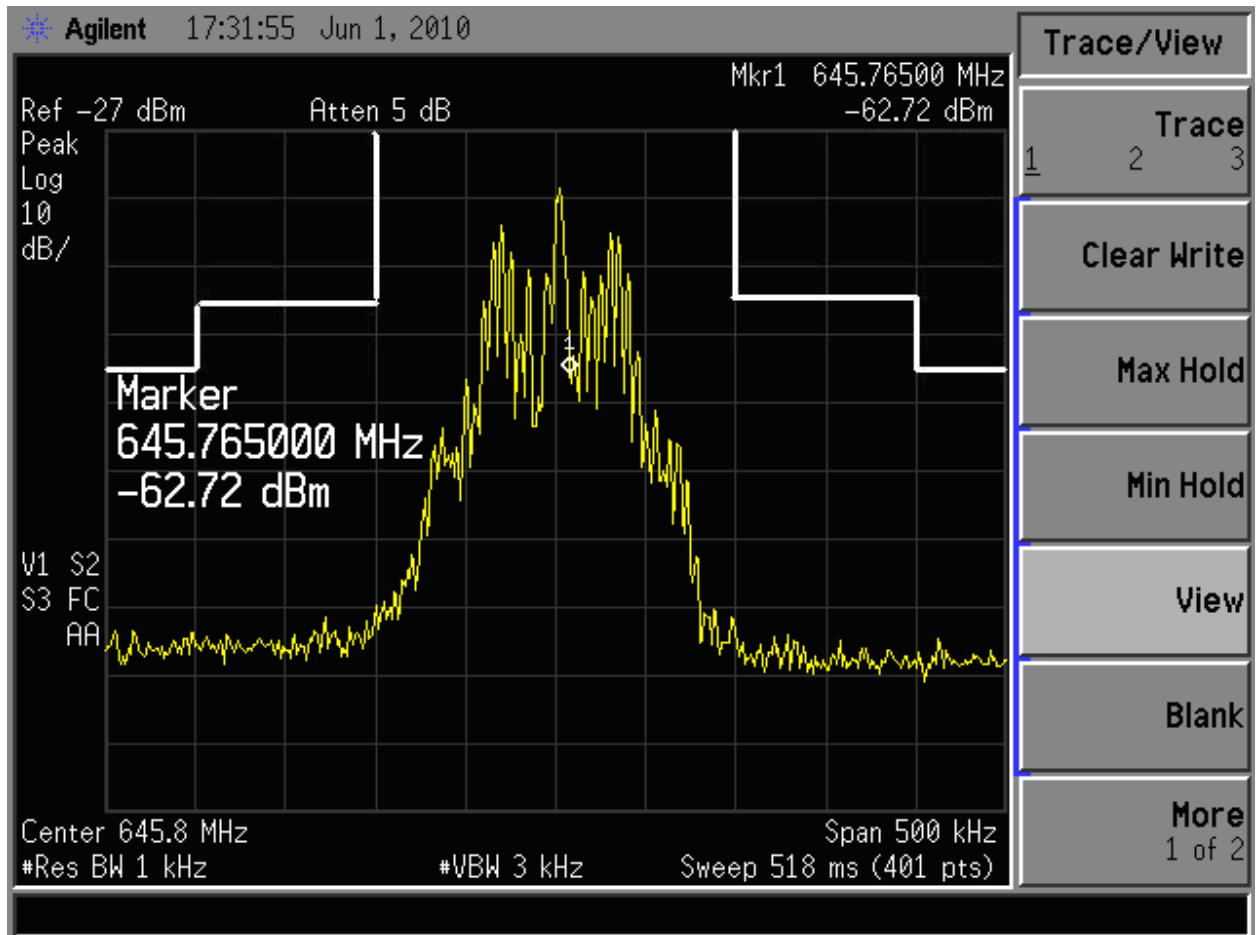 Agilent 17:31:55 Jun 1, 2010
Mkr1 645.76500 MHz
Ref -27 dBm Atten 5 dB -62.72 dBm
Peak
Log
10
dB/
1
Marker
645.765000 MHz
-62.72 dBm
V1 S2
S3 FC
AA
Center 645.8 MHz Span 500 kHz
#Res BW 1 kHz #VBW 3 kHz Sweep 518 ms (401 pts)
Trace/View
Trace
1 2 3
Clear Write
Max Hold
Min Hold
View
Blank
More
1 of 2